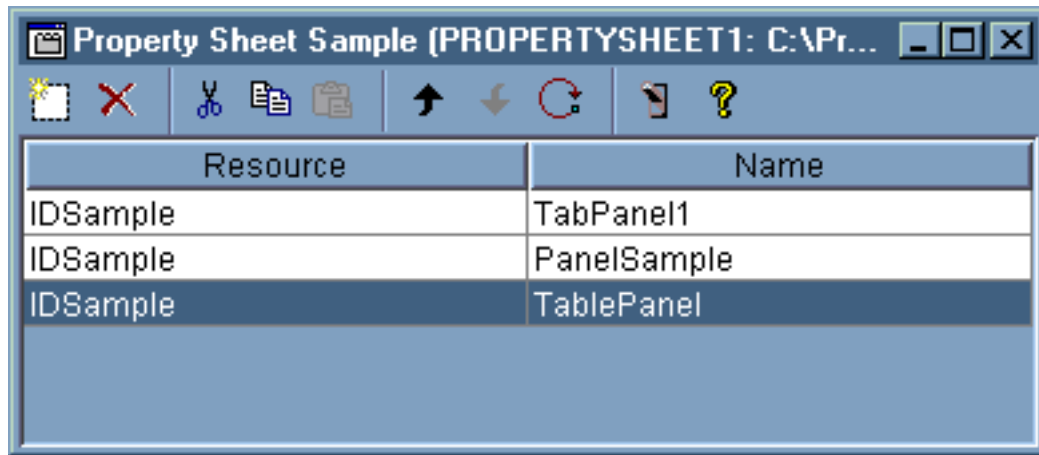 Property Sheet Sample (PROPERTYSHEET1: C:\Pr...
Resource Name
IDSample TabPanel1
IDSample PanelSample
IDSample TablePanel